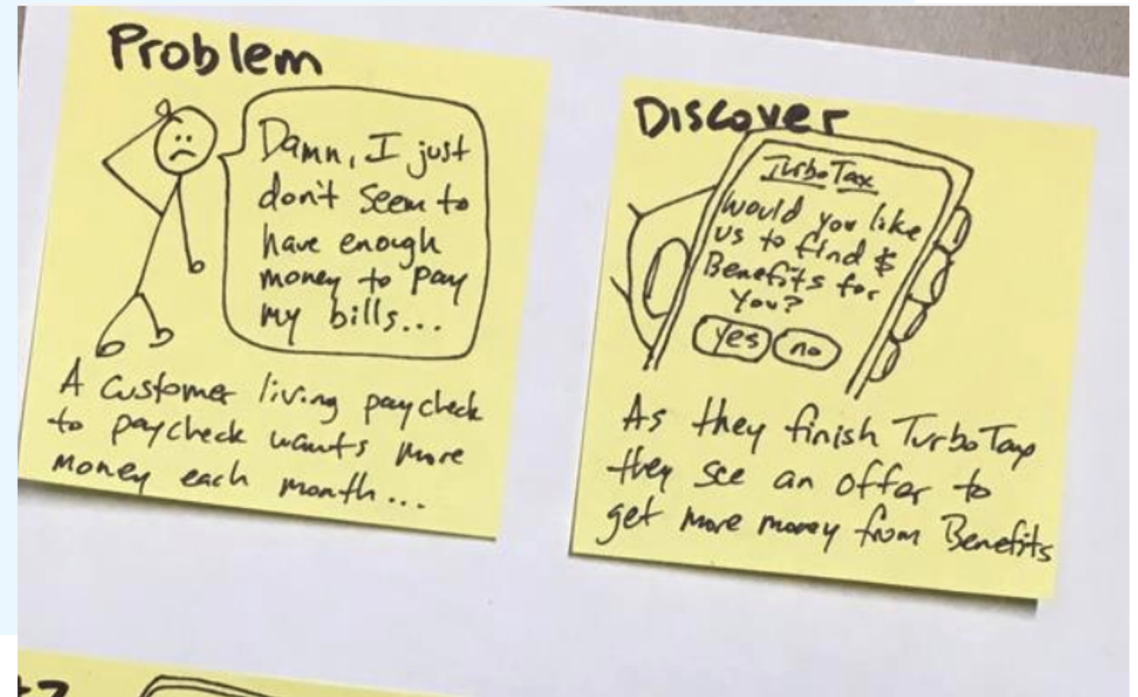 Problem
Damn, I just
don't seem to
have enough
money to pay
my bills...
A customer living paycheck
to paycheck wants more
money each month...
Discover
TurboTax
Would you like
us to find $
Benefits for
You?
yes no
As they finish TurboTax
they see an offer to
get more money from Benefits